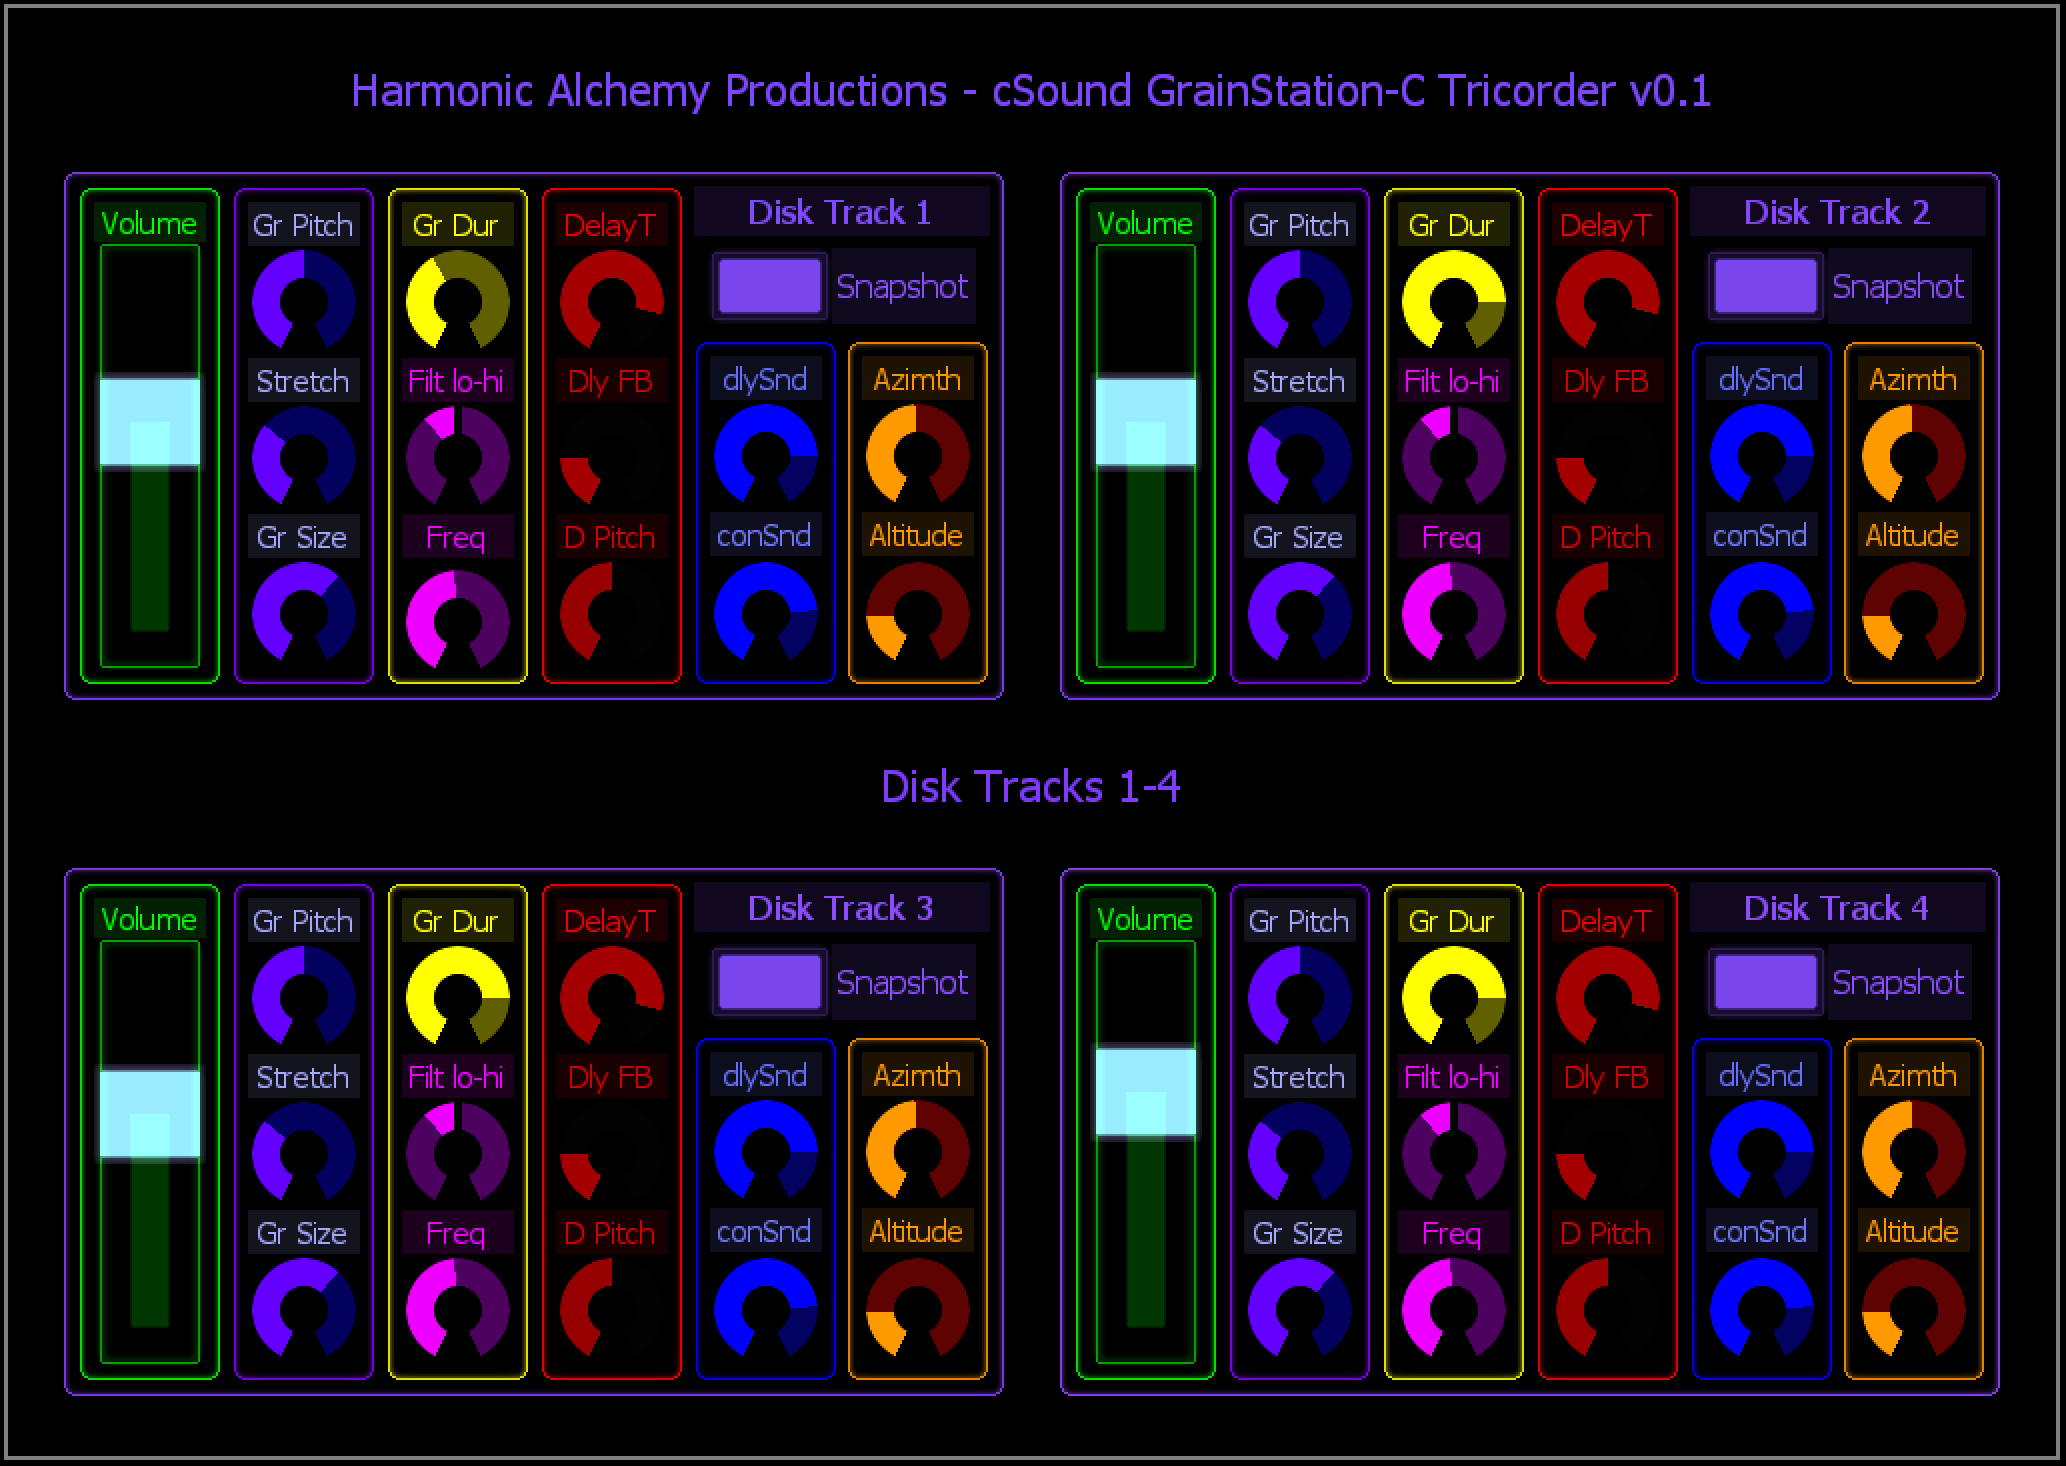 Harmonic Alchemy Productions - cSound GrainStation-C Tricorder v0.1
Volume
Gr Pitch
Stretch
Gr Size
Gr Dur
Filt lo-hi
Freq
DelayT
Dly FB
D Pitch
Disk Track 1
Snapshot
dlySnd
conSnd
Azimth
Altitude
Volume
Gr Pitch
Stretch
Gr Size
Gr Dur
Filt lo-hi
Freq
DelayT
Dly FB
D Pitch
Disk Track 2
Snapshot
dlySnd
conSnd
Azimth
Altitude
Disk Tracks 1-4
Volume
Gr Pitch
Stretch
Gr Size
Gr Dur
Filt lo-hi
Freq
DelayT
Dly FB
D Pitch
Disk Track 3
Snapshot
dlySnd
conSnd
Azimth
Altitude
Volume
Gr Pitch
Stretch
Gr Size
Gr Dur
Filt lo-hi
Freq
DelayT
Dly FB
D Pitch
Disk Track 4
Snapshot
dlySnd
conSnd
Azimth
Altitude